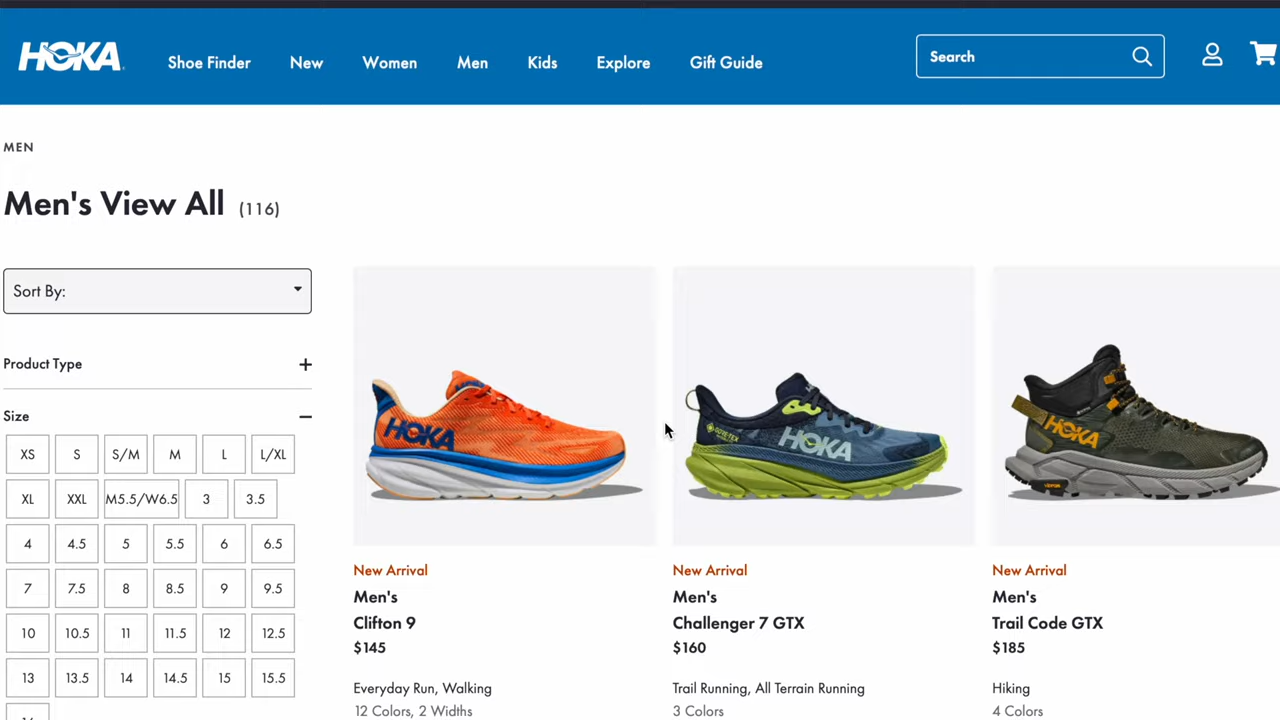 HOKA
Shoe Finder
New
Women
Men
Kids
Explore
Gift Guide
Search
MEN
Men's View All (116)
Sort By:
Product Type
Size
XS S S/M M L L/XL
XL XXL M5.5/W6.5 3 3.5
4 4.5 5 5.5 6 6.5
7 7.5 8 8.5 9 9.5
10 10.5 11 11.5 12 12.5
13 13.5 14 14.5 15 15.5
HOKA
New Arrival
Men's
Clifton 9
$145
Everyday Run, Walking
12 Colors, 2 Widths
GORE-TEX
HOKA
New Arrival
Men's
Challenger 7 GTX
$160
Trail Running, All Terrain Running
3 Colors
HOKA
New Arrival
Men's
Trail Code GTX
$185
Hiking
4 Colors